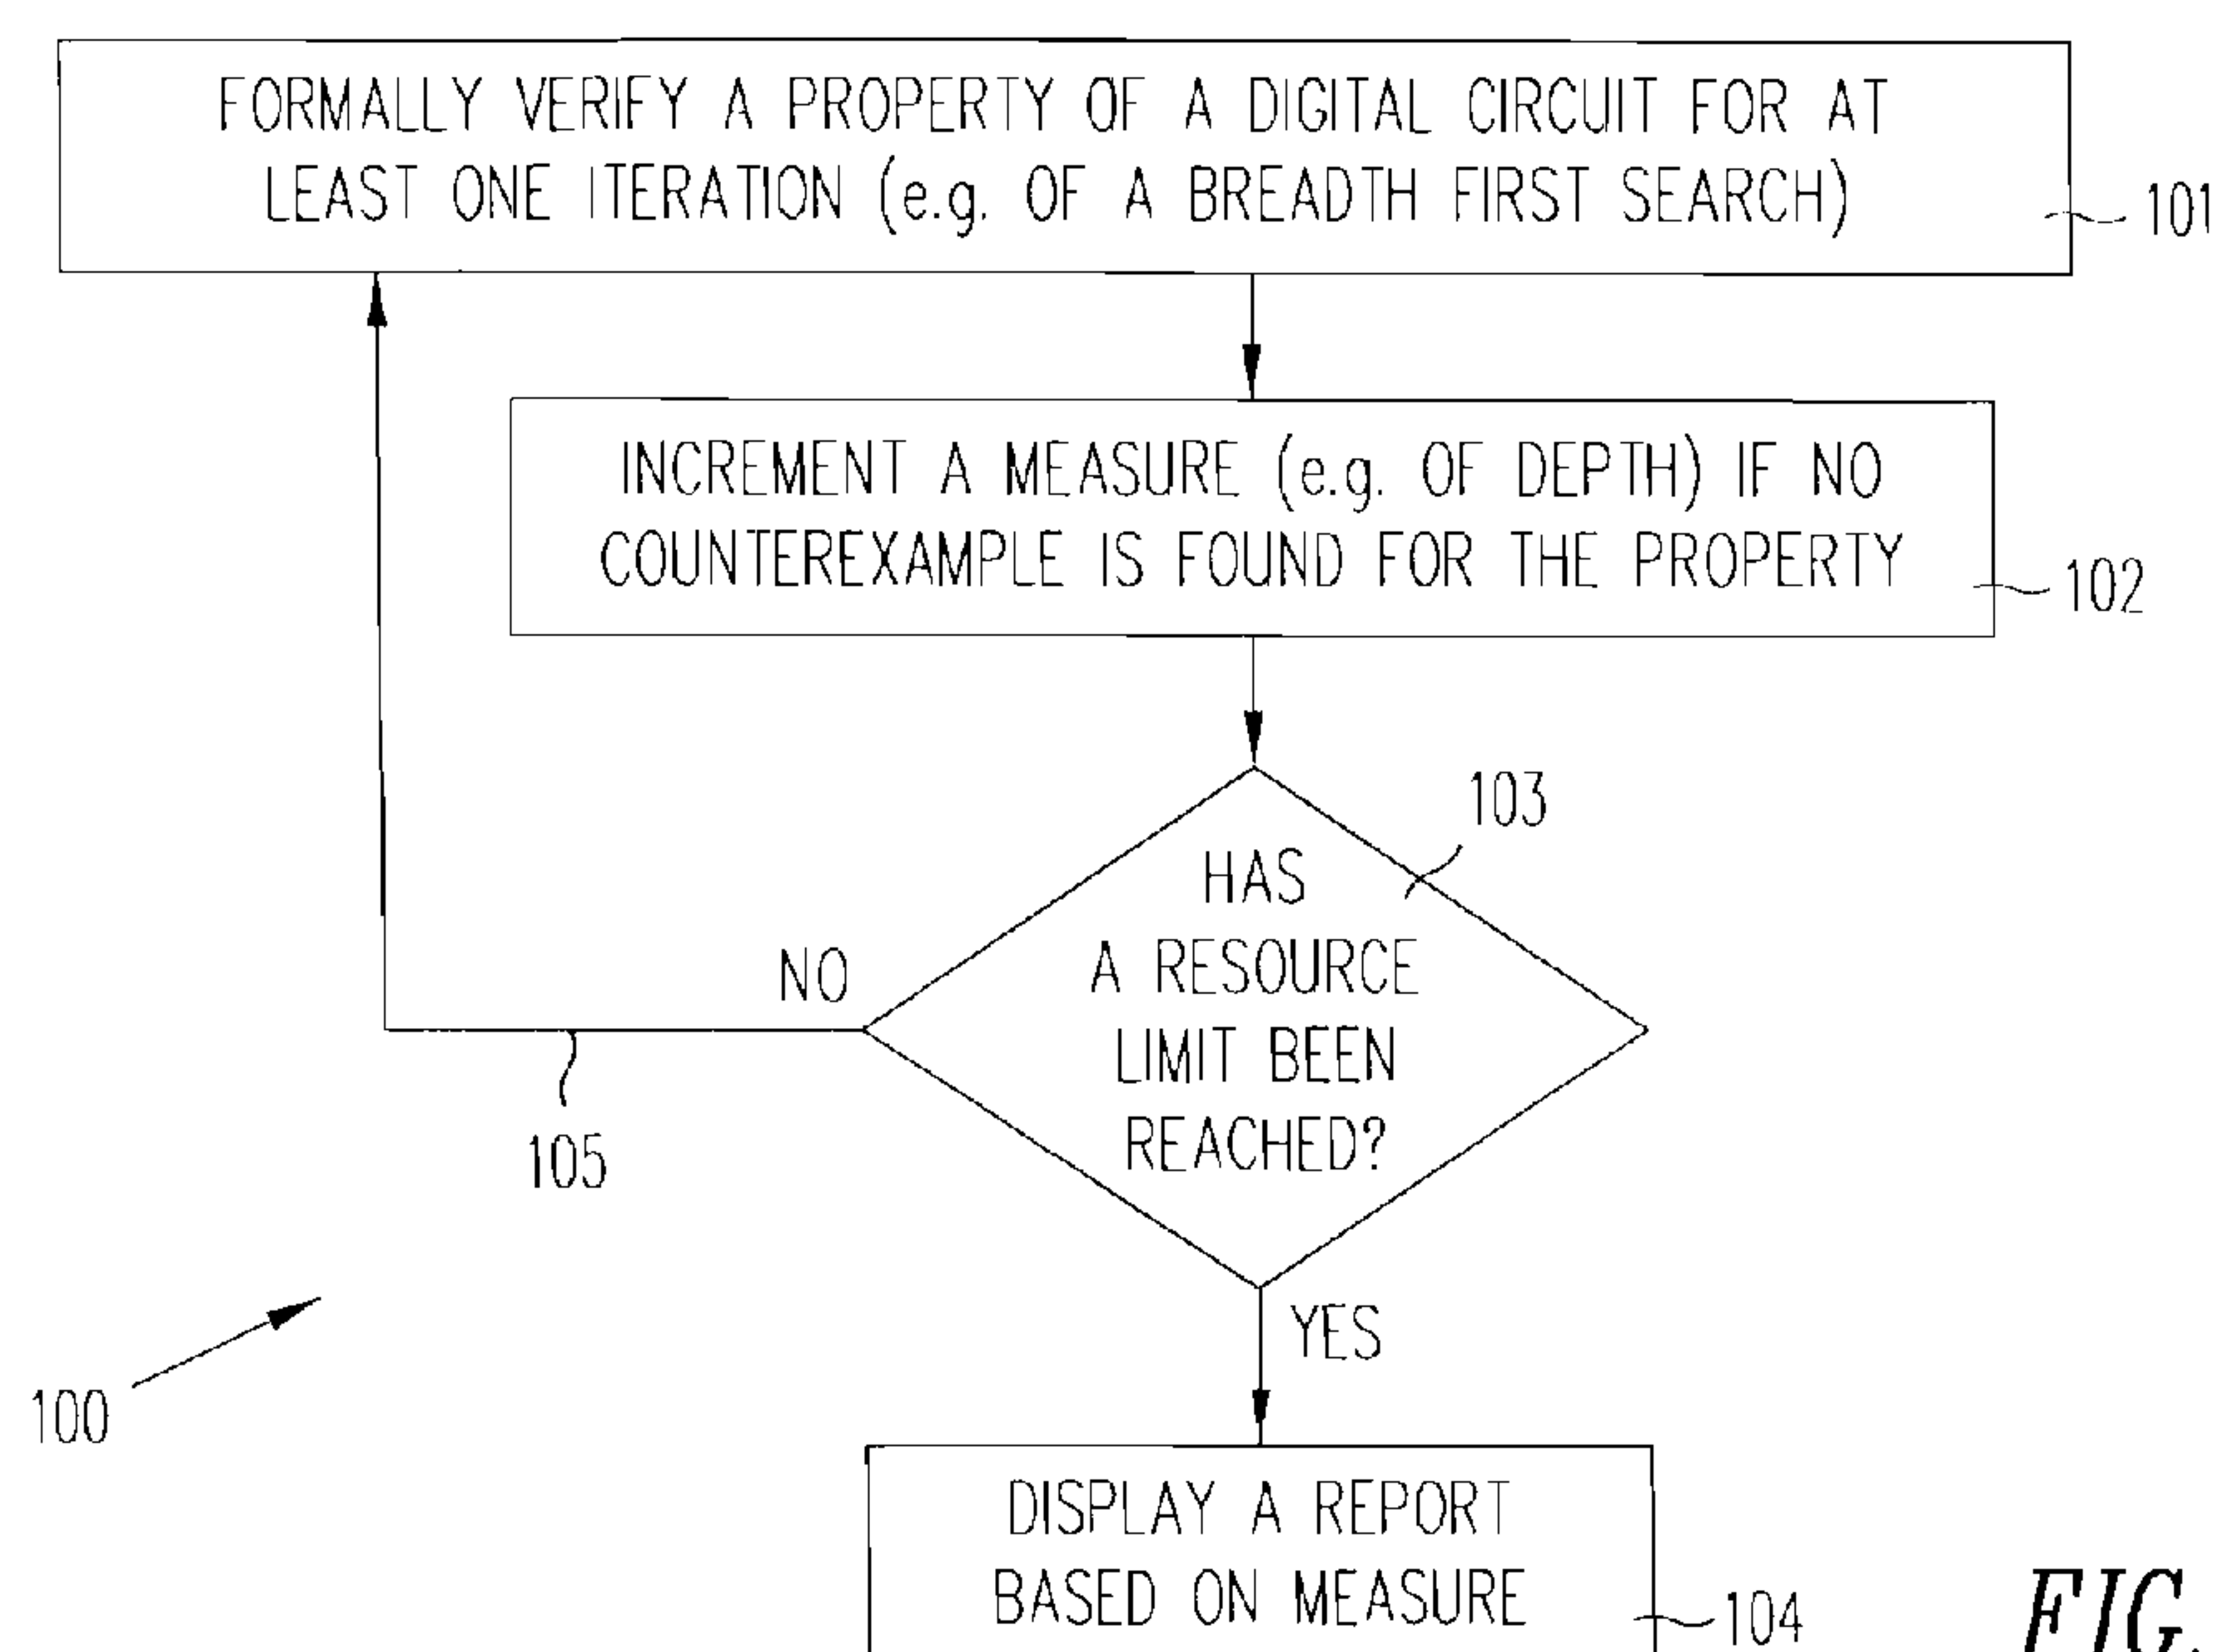 FORMALLY VERIFY A PROPERTY OF A DIGITAL CIRCUIT FOR AT
LEAST ONE ITERATION (e.g. OF A BREADTH FIRST SEARCH)
101
INCREMENT A MEASURE (e.g. OF DEPTH) IF NO
COUNTEREXAMPLE IS FOUND FOR THE PROPERTY
102
103
HAS
A RESOURCE
LIMIT BEEN
REACHED?
NO
105
YES
100
DISPLAY A REPORT
BASED ON MEASURE
104
FIG.